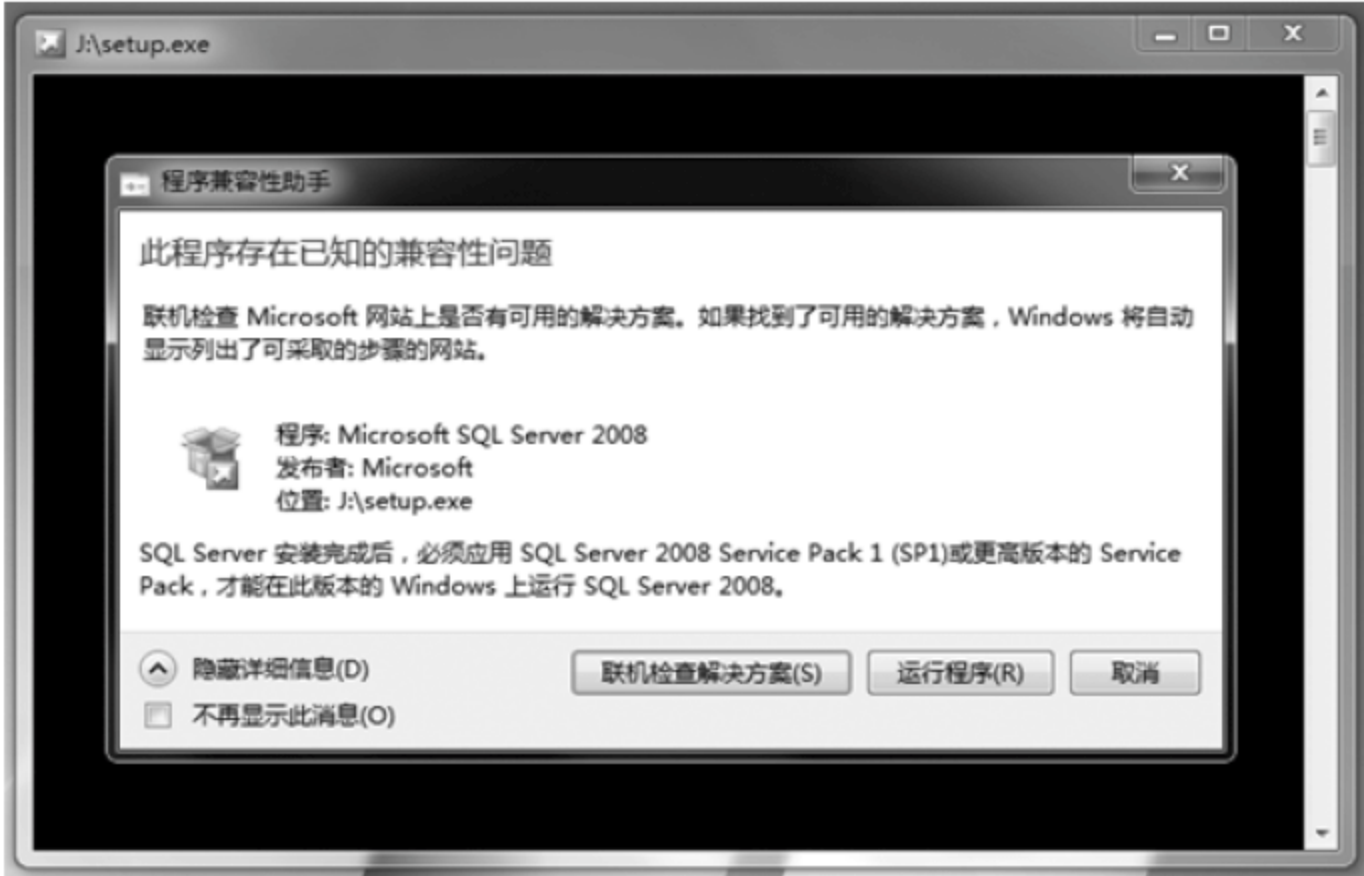 J:\setup.exe
程序兼容性助手
此程序存在已知的兼容性问题
联机检查 Microsoft 网站上是否有可用的解决方案。如果找到了可用的解决方案，Windows 将自动
显示列出了可采取的步骤的网站。
程序: Microsoft SQL Server 2008
发布者: Microsoft
位置: J:\setup.exe
SQL Server 安装完成后，必须应用 SQL Server 2008 Service Pack 1 (SP1)或更高版本的 Service
Pack，才能在此版本的 Windows 上运行 SQL Server 2008。
隐藏详细信息(D) 联机检查解决方案(S) 运行程序(R) 取消
不再显示此消息(O)